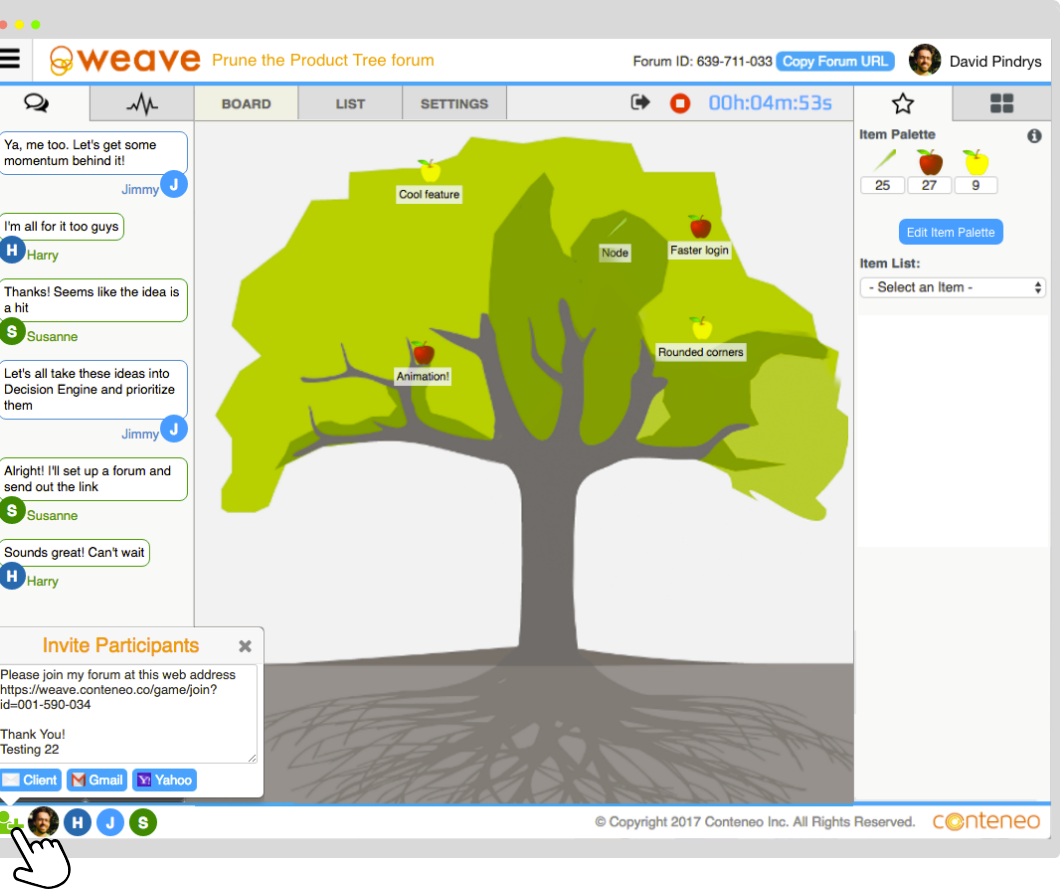 weave
Prune the Product Tree forum
Forum ID: 639-711-033
Copy Forum URL
David Pindrys
BOARD
LIST
SETTINGS
00h:04m:53s
Ya, me too. Let's get some
momentum behind it!
Jimmy
J
I'm all for it too guys
H
Harry
Thanks! Seems like the idea is
a hit
S
Susanne
Let's all take these ideas into
Decision Engine and prioritize
them
Jimmy
J
Alright! I'll set up a forum and
send out the link
S
Susanne
Sounds great! Can't wait
H
Harry
Cool feature
Node
Faster login
Rounded corners
Animation!
Item Palette
25
27
9
Edit Item Palette
Item List:
- Select an Item -
Invite Participants
Please join my forum at this web address
https://weave.conteneo.co/game/join?
id=001-590-034
Thank You!
Testing 22
Client
Gmail
Yahoo
H
J
S
© Copyright 2017 Conteneo Inc. All Rights Reserved.
conteneo